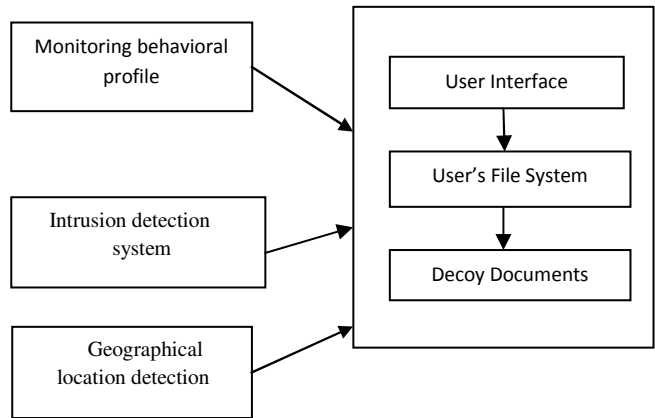 Monitoring behavioral
profile
User Interface
User’s File System
Decoy Documents
Intrusion detection
system
Geographical
location detection